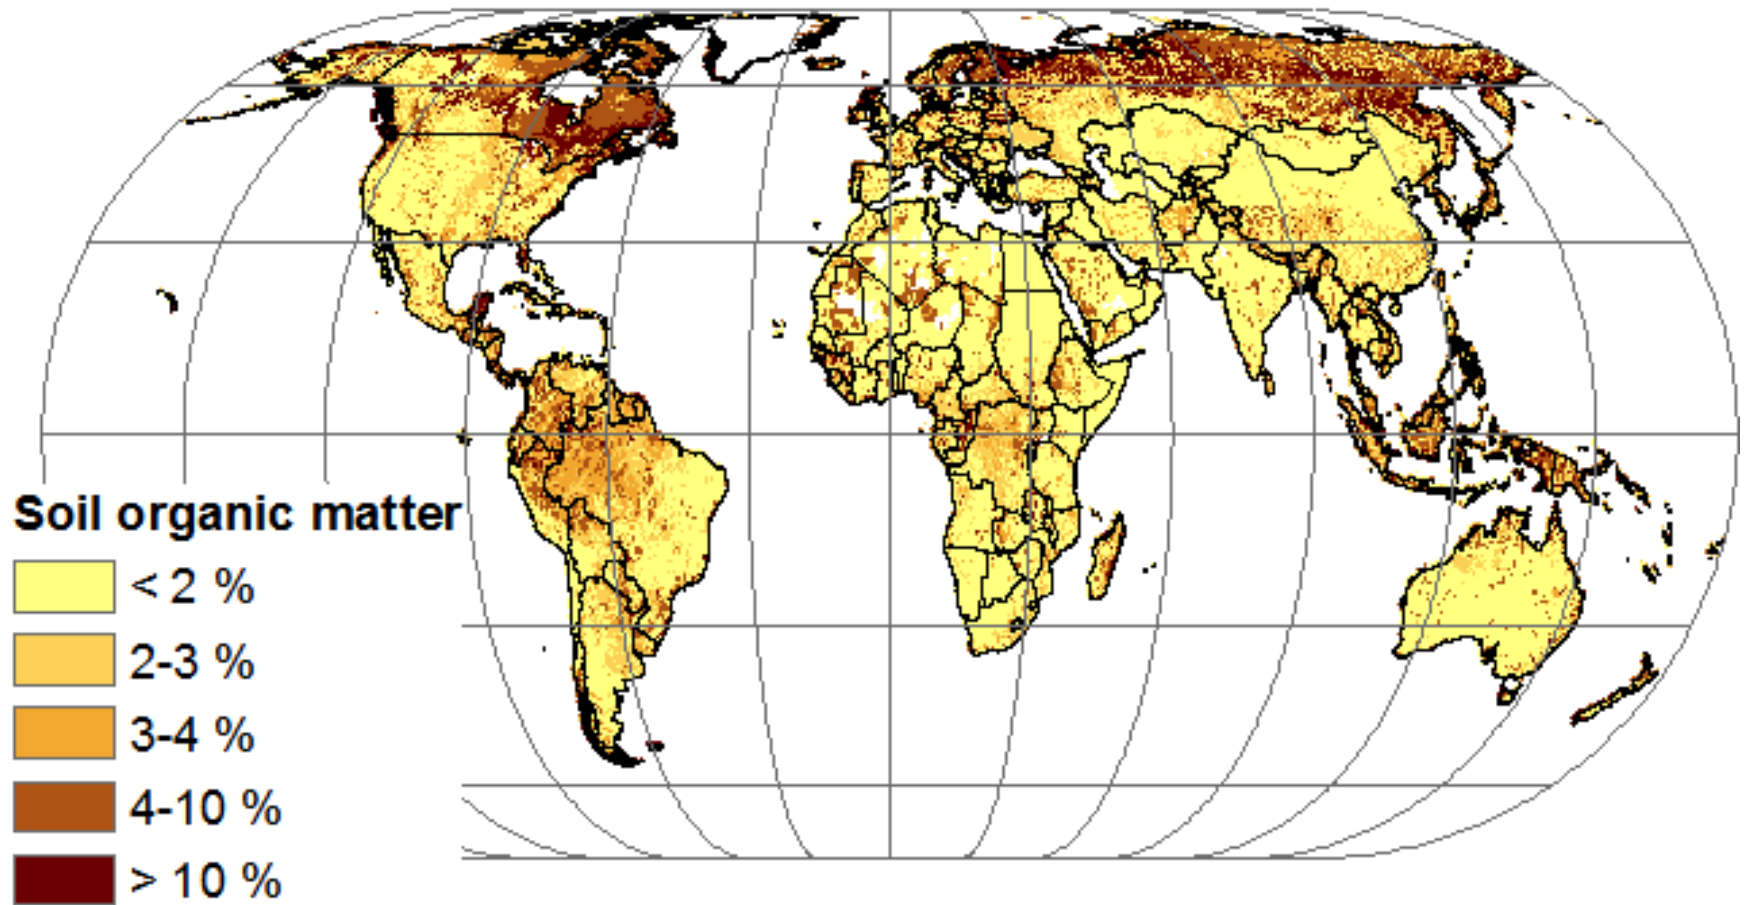 Soil organic matter
< 2 %
2-3 %
3-4 %
4-10 %
> 10 %